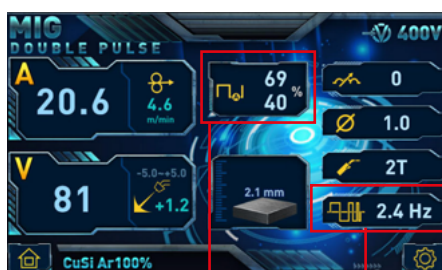 MIG
DOUBLE PULSE
400V
A
20.6
4.6
m/min
69
40 %
0
1.0
2T
2.4 Hz
V
81
-5.0~+5.0
+1.2
2.1 mm
CuSi Ar100%